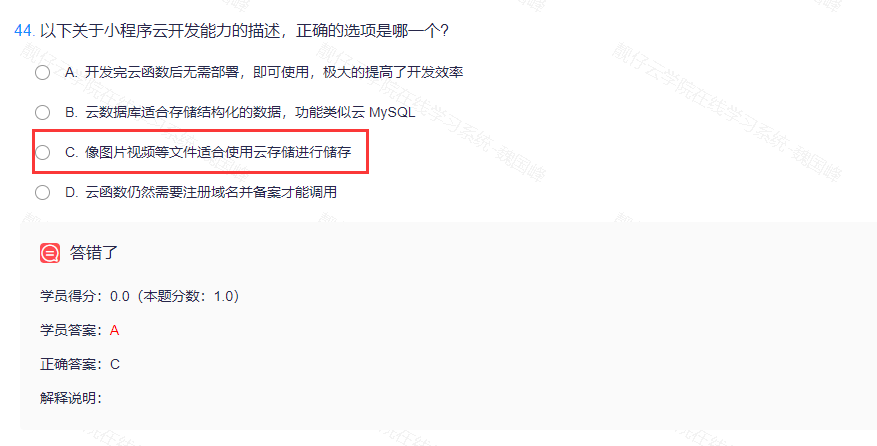 44. 以下关于小程序云开发能力的描述，正确的选项是哪一个?
A. 开发完云函数后无需部署，即可使用，极大的提高了开发效率
B. 云数据库适合存储结构化的数据，功能类似云 MySQL
C. 像图片视频等文件适合使用云存储进行储存
D. 云函数仍然需要注册域名并备案才能调用
答错了
学员得分：0.0（本题分数：1.0）
学员答案：A
正确答案：C
解释说明：
靓仔云学院在线学习系统